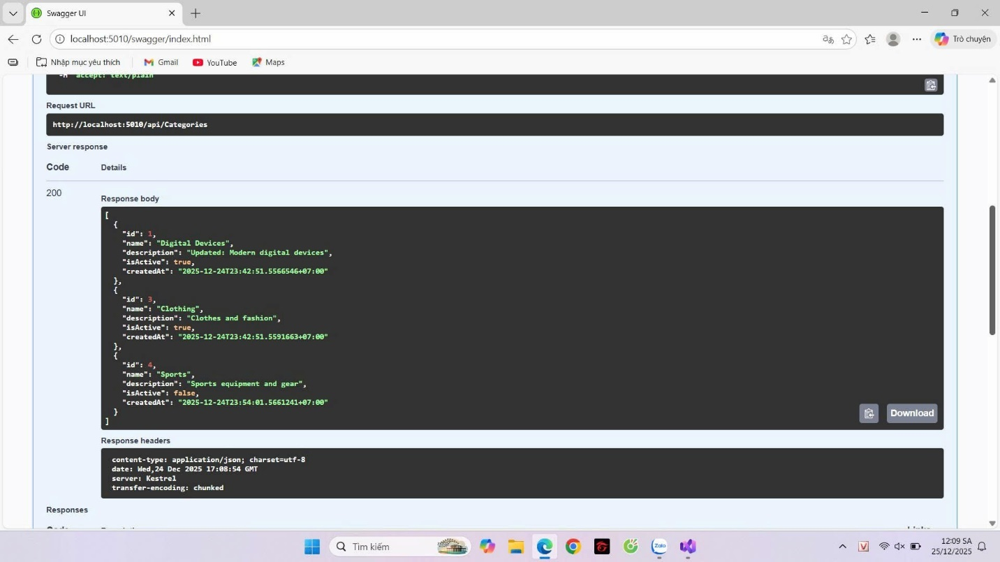 Swagger UI
localhost:5010/swagger/index.html
Trò chuyện
Nhập mục yêu thích
Gmail
YouTube
Maps
-H 'accept: text/plain'
Request URL
http://localhost:5010/api/Categories
Server response
Code Details
200
Response body
[
{
"id": 1,
"name": "Digital Devices",
"description": "Updated: Modern digital devices",
"isActive": true,
"createdAt": "2025-12-24T23:42:51.5566546+07:00"
},
{
"id": 3,
"name": "Clothing",
"description": "Clothes and fashion",
"isActive": true,
"createdAt": "2025-12-24T23:42:51.5591663+07:00"
},
{
"id": 4,
"name": "Sports",
"description": "Sports equipment and gear",
"isActive": false,
"createdAt": "2025-12-24T23:54:01.5661241+07:00"
}
]
Download
Response headers
content-type: application/json; charset=utf-8
date: Wed,24 Dec 2025 17:08:54 GMT
server: Kestrel
transfer-encoding: chunked
Responses
Tìm kiếm
Zalo
V
12:09 SA
25/12/2025